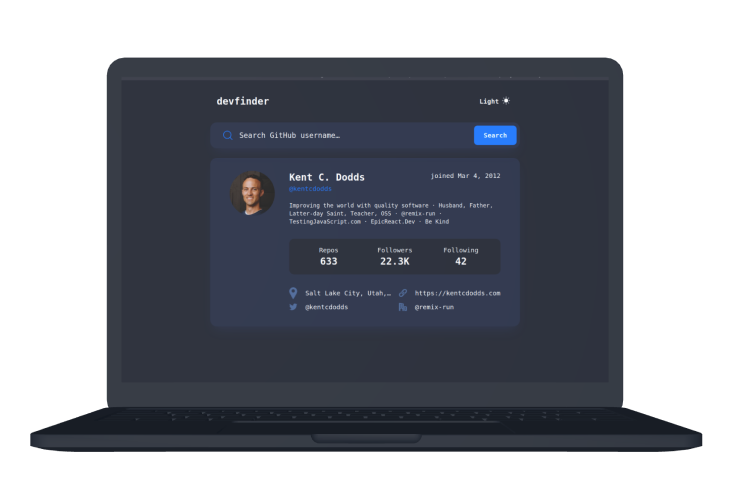 devfinder
Light
Search GitHub username…
Search
Kent C. Dodds
joined Mar 4, 2012
@kentcdodds
Improving the world with quality software · Husband, Father,
Latter-day Saint, Teacher, OSS · @remix-run ·
TestingJavaScript.com · EpicReact.Dev · Be Kind
Repos Followers Following
633 22.3K 42
Salt Lake City, Utah,… https://kentcdodds.com
@kentcdodds @remix-run